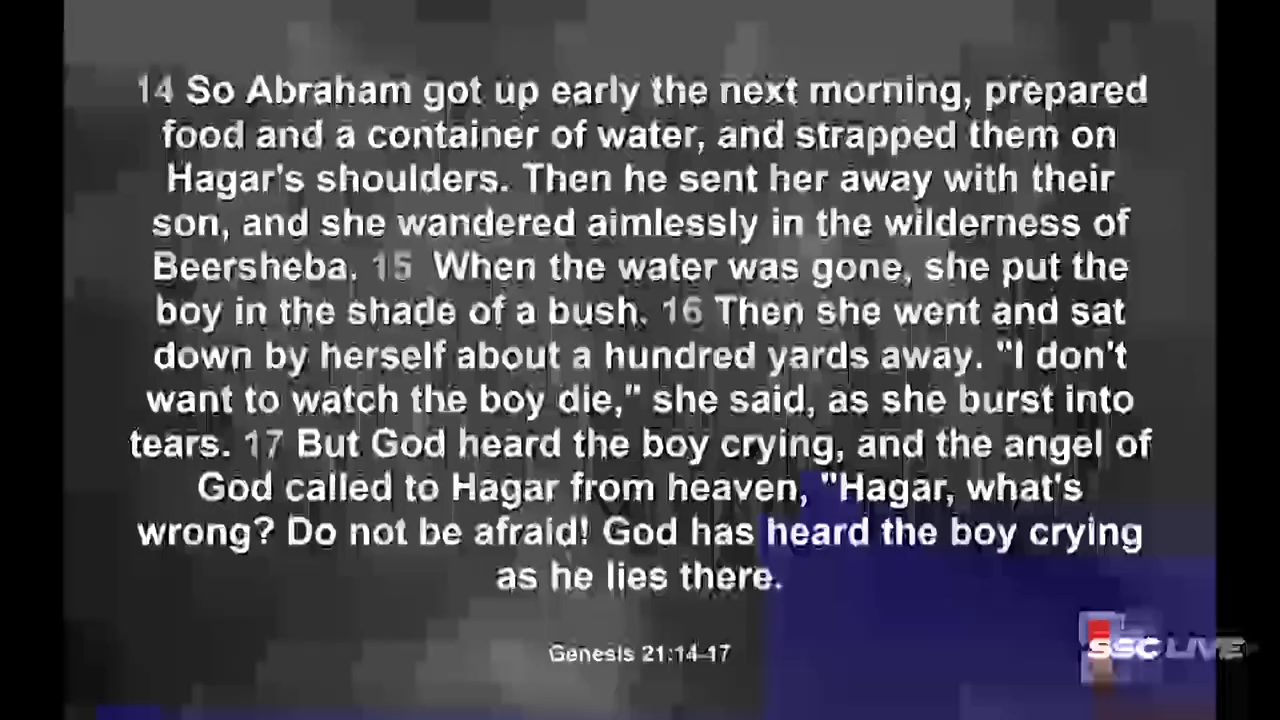 14 So Abraham got up early the next morning, prepared
food and a container of water, and strapped them on
Hagar's shoulders. Then he sent her away with their
son, and she wandered aimlessly in the wilderness of
Beersheba. 15 When the water was gone, she put the
boy in the shade of a bush. 16 Then she went and sat
down by herself about a hundred yards away. "I don't
want to watch the boy die," she said, as she burst into
tears. 17 But God heard the boy crying, and the angel of
God called to Hagar from heaven, "Hagar, what's
wrong? Do not be afraid! God has heard the boy crying
as he lies there.
Genesis 21:14-17
SSC LIVE